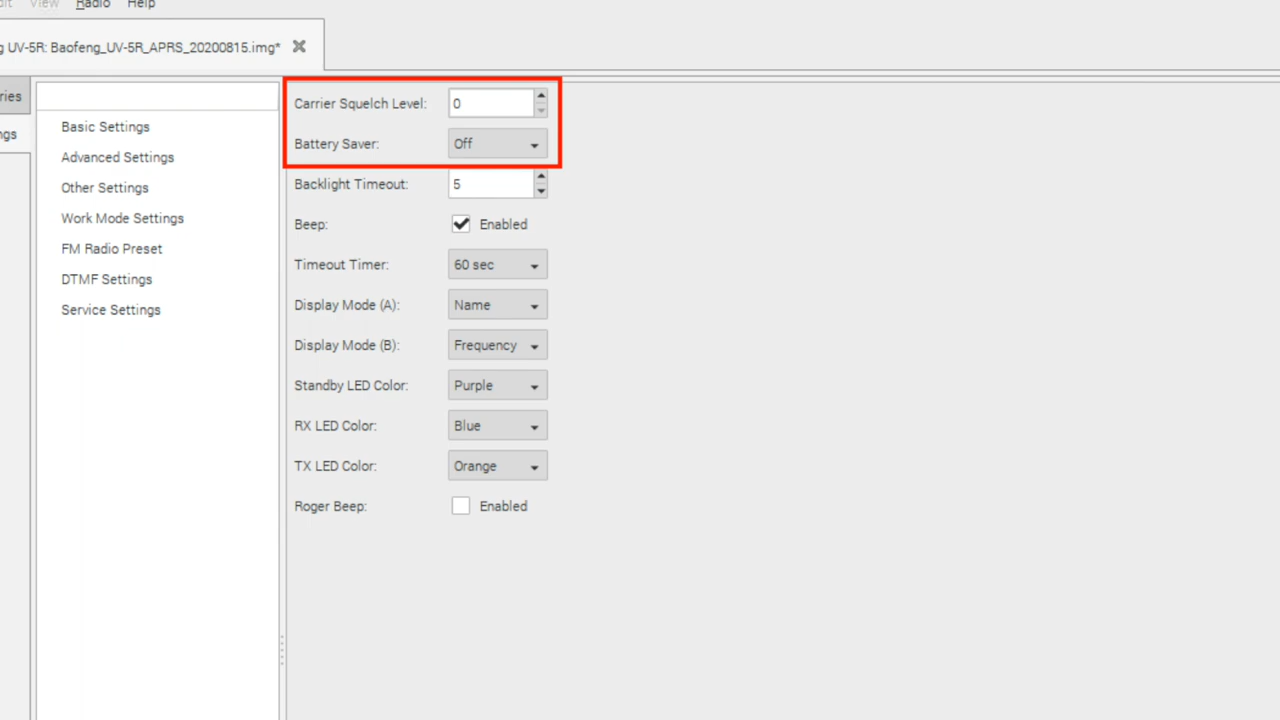 View Radio Help
UV-5R: Baofeng_UV-5R_APRS_20200815.img*
Basic Settings
Advanced Settings
Other Settings
Work Mode Settings
FM Radio Preset
DTMF Settings
Service Settings
Carrier Squelch Level: 0
Battery Saver: Off
Backlight Timeout: 5
Beep: Enabled
Timeout Timer: 60 sec
Display Mode (A): Name
Display Mode (B): Frequency
Standby LED Color: Purple
RX LED Color: Blue
TX LED Color: Orange
Roger Beep: Enabled